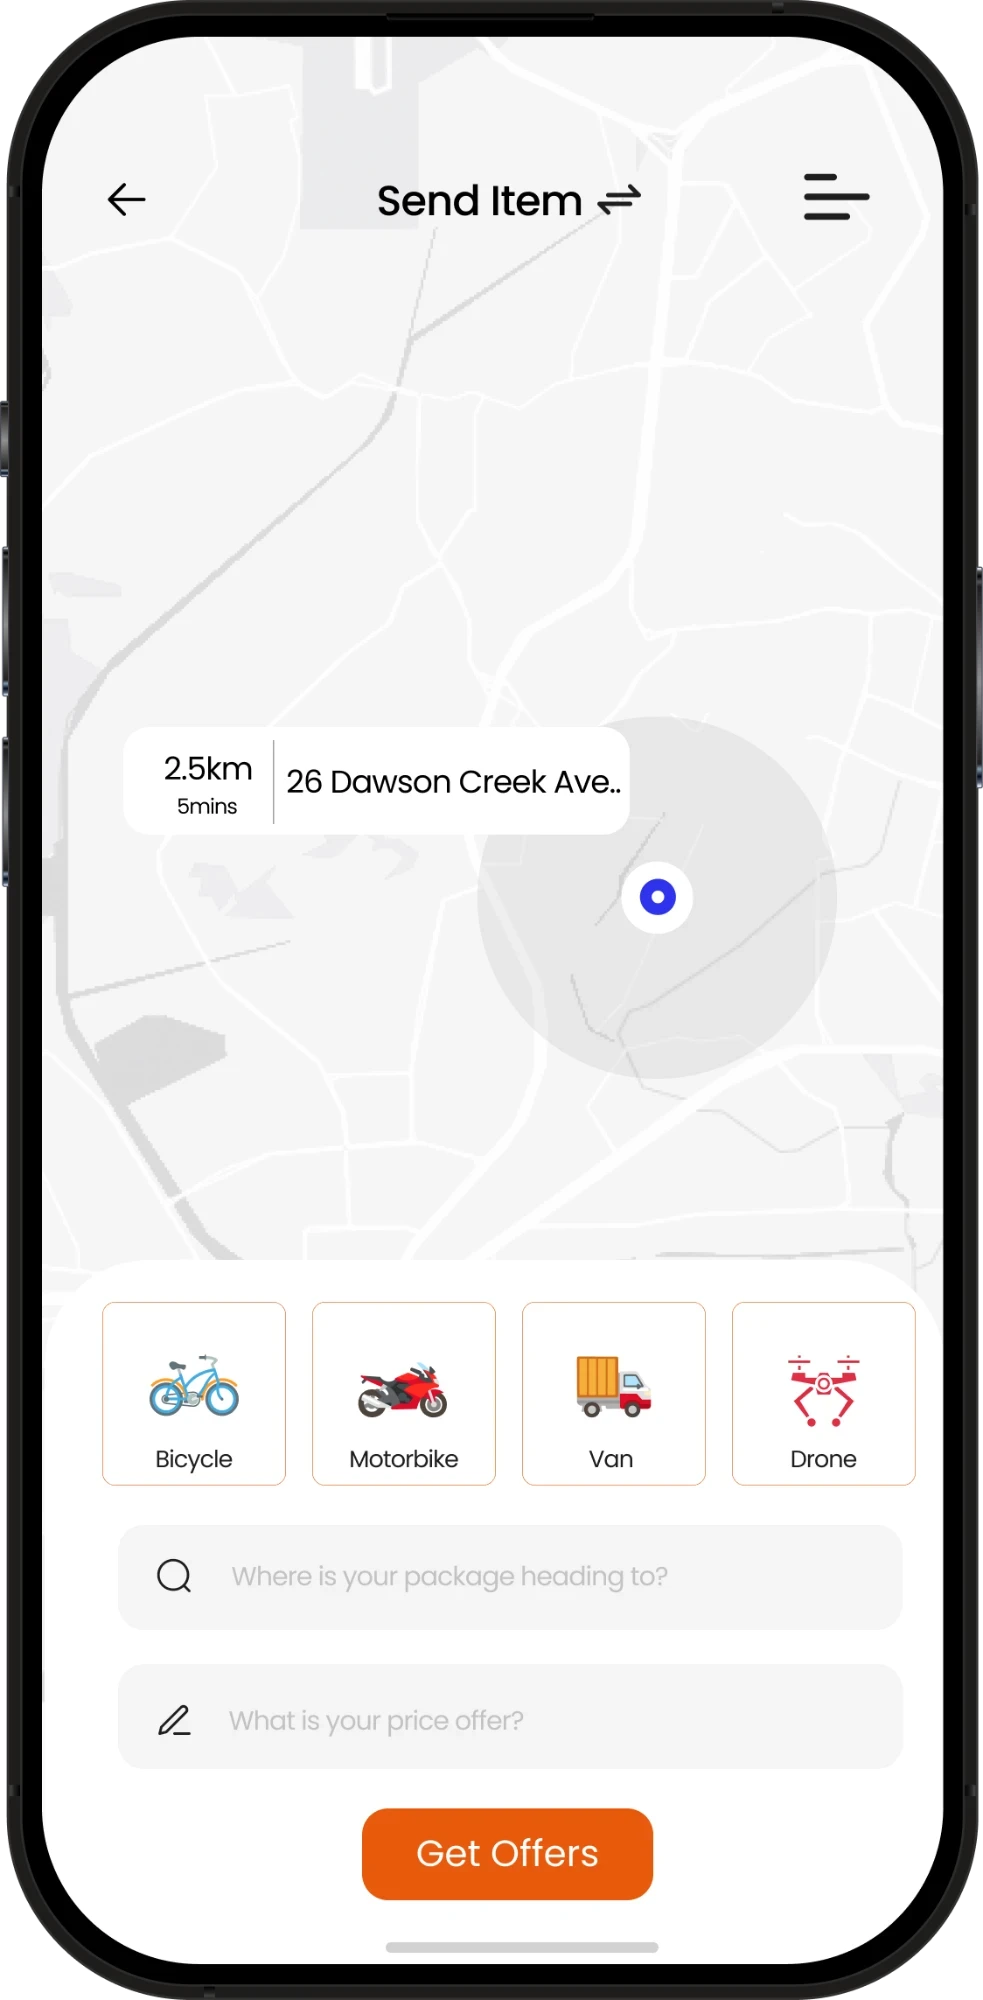 Send Item
2.5km
5mins
26 Dawson Creek Ave..
Bicycle
Motorbike
Van
Drone
Where is your package heading to?
What is your price offer?
Get Offers